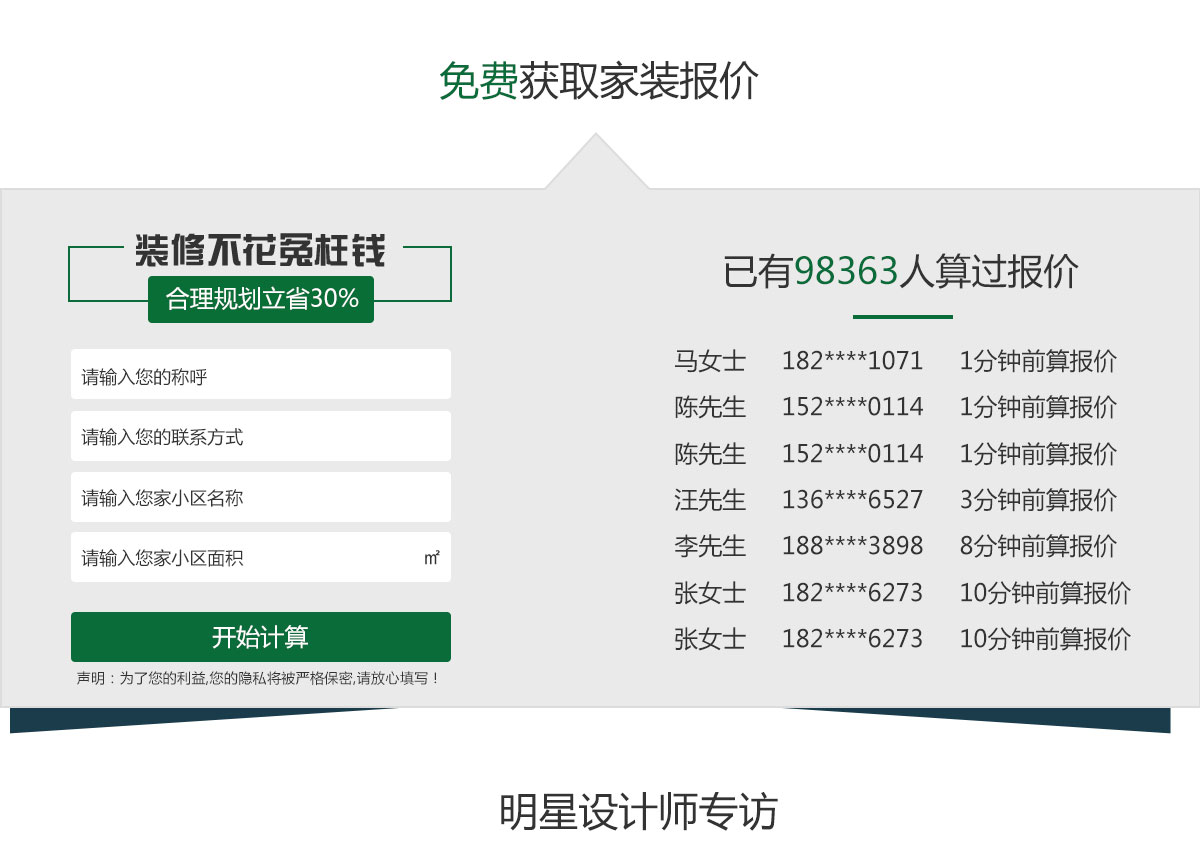 免费获取家装报价
装修不花冤枉钱
合理规划立省30%
请输入您的称呼
请输入您的联系方式
请输入您家小区名称
请输入您家小区面积 ㎡
开始计算
声明：为了您的利益,您的隐私将被严格保密,请放心填写！
已有98363人算过报价
马女士 182****1071 1分钟前算报价
陈先生 152****0114 1分钟前算报价
陈先生 152****0114 1分钟前算报价
汪先生 136****6527 3分钟前算报价
李先生 188****3898 8分钟前算报价
张女士 182****6273 10分钟前算报价
张女士 182****6273 10分钟前算报价
明星设计师专访